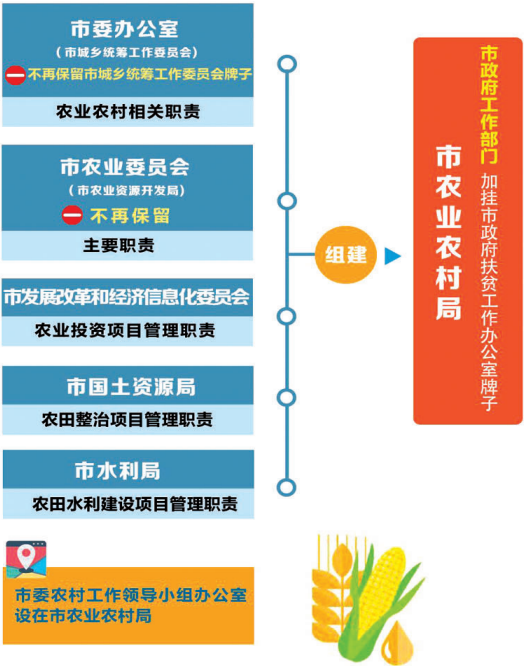 市委办公室
（市城乡统筹工作委员会）
不再保留市城乡统筹工作委员会牌子
农业农村相关职责
市农业委员会
（市农业资源开发局）
不再保留
主要职责
市发展改革和经济信息化委员会
农业投资项目管理职责
市国土资源局
农田整治项目管理职责
市水利局
农田水利建设项目管理职责
组建
市农业农村局
市政府工作部门
加挂市政府扶贫工作办公室牌子
市委农村工作领导小组办公室
设在市农业农村局